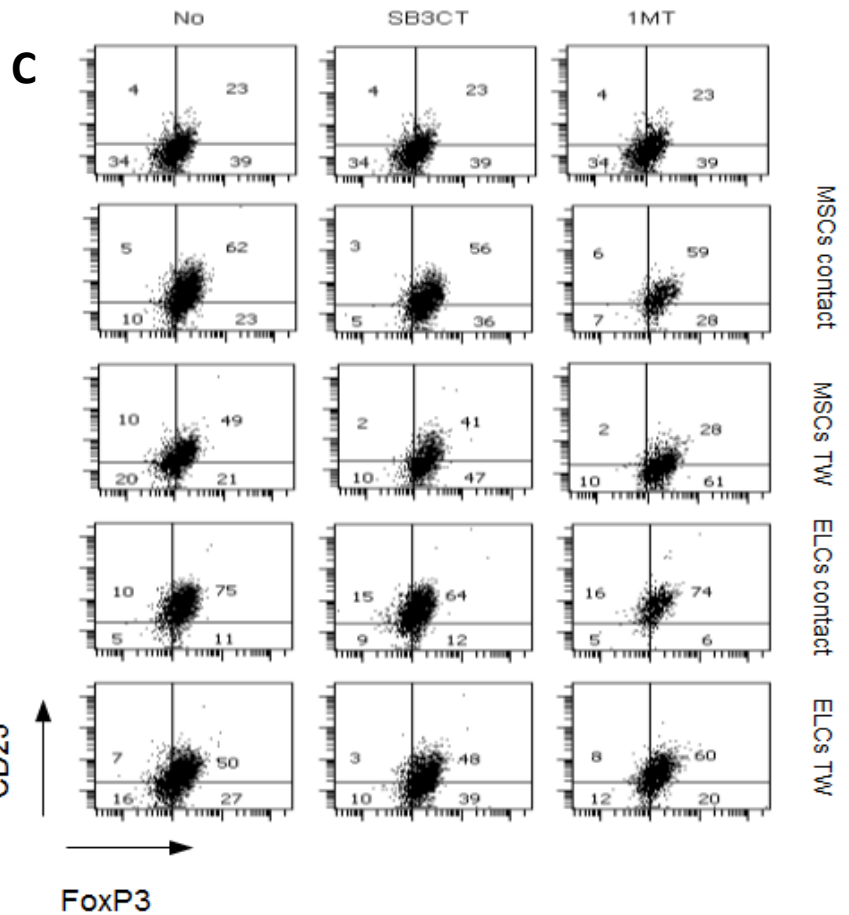 C
No SB3CT 1MT
4 23 4 23 4 23
34 39 34 39 34 39
MSCs contact
5 62 3 56 6 59
10 23 5 36 7 28
MSCs TW
10 49 2 41 2 28
20 21 10 47 10 61
ELCs contact
10 75 15 64 16 74
5 11 9 12 5 6
ELCs TW
7 50 3 48 8 60
16 27 10 39 12 20
FoxP3